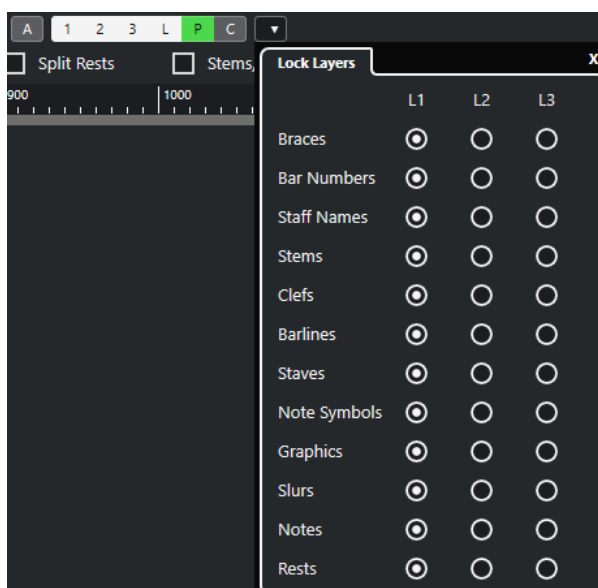 A 1 2 3 L P C
Split Rests Stems/
Lock Layers X
900 1000
L1 L2 L3
Braces
Bar Numbers
Staff Names
Stems
Clefs
Barlines
Staves
Note Symbols
Graphics
Slurs
Notes
Rests